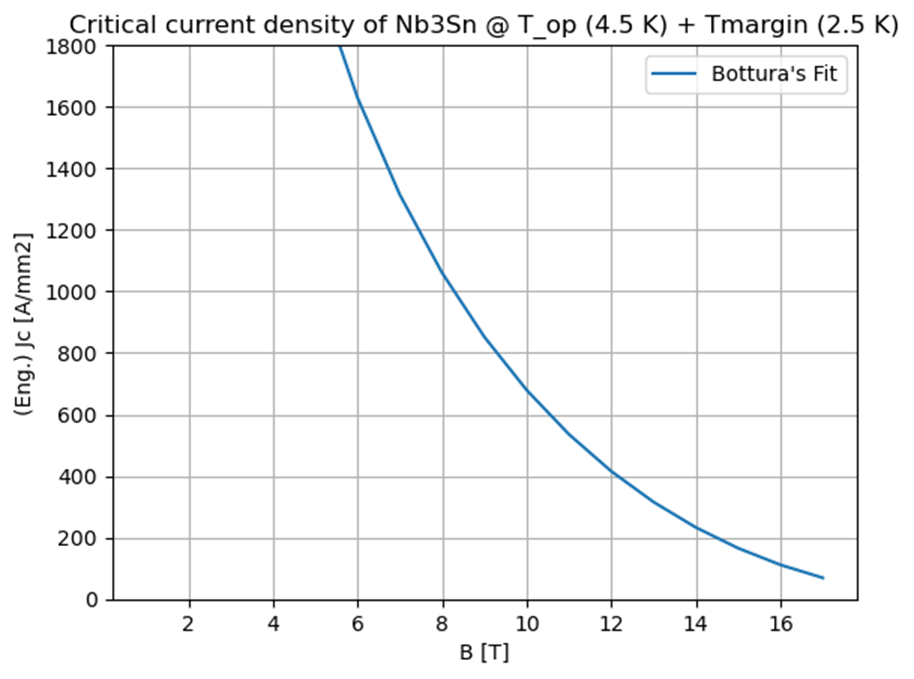 Critical current density of Nb3Sn @ T_op (4.5 K) + Tmargin (2.5 K)
Bottura's Fit
(Eng.) Jc [A/mm2]
1800
1600
1400
1200
1000
800
600
400
200
0
2 4 6 8 10 12 14 16
B [T]